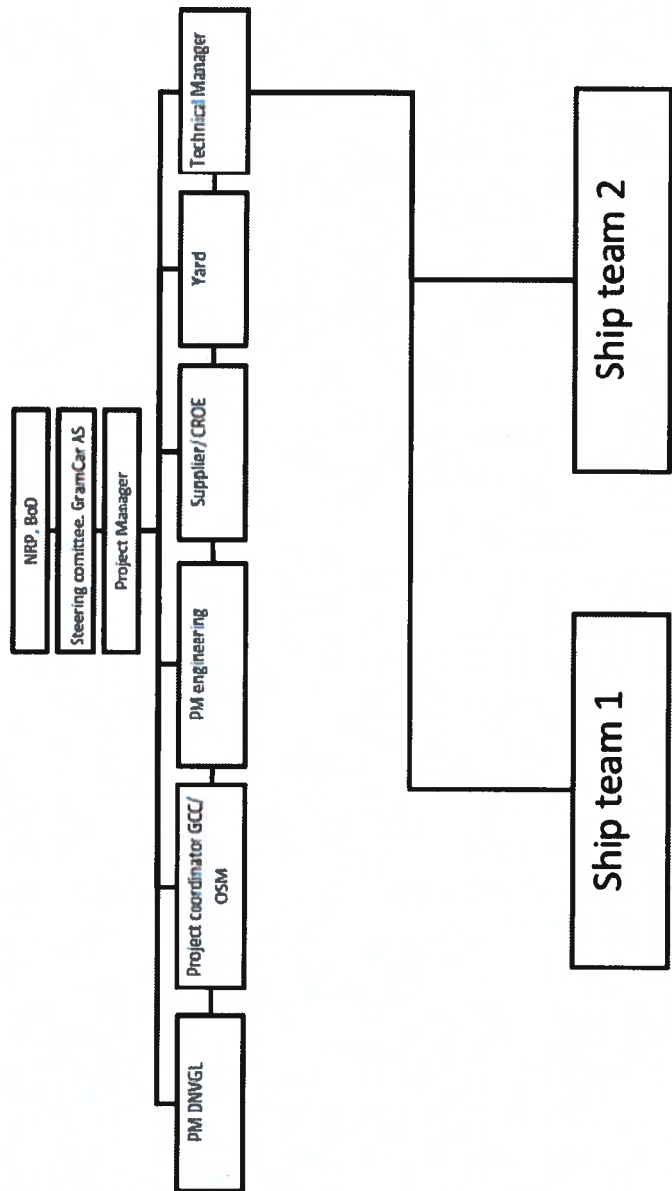 NRP, BoD
Steering comittee. GramCar AS
Project Manager
PM DNVGL
Project coordinator GCC/
OSM
PM engineering
Supplier/ CROE
Yard
Technical Manager
Ship team 1
Ship team 2